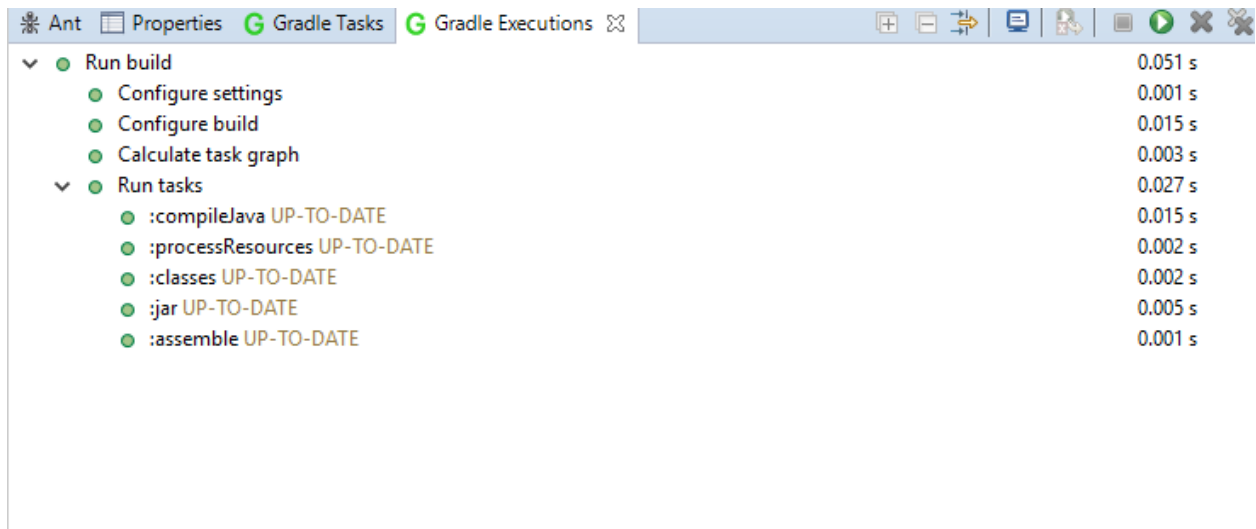 Ant Properties Gradle Tasks Gradle Executions
Run build 0.051 s
Configure settings 0.001 s
Configure build 0.015 s
Calculate task graph 0.003 s
Run tasks 0.027 s
:compileJava UP-TO-DATE 0.015 s
:processResources UP-TO-DATE 0.002 s
:classes UP-TO-DATE 0.002 s
:jar UP-TO-DATE 0.005 s
:assemble UP-TO-DATE 0.001 s